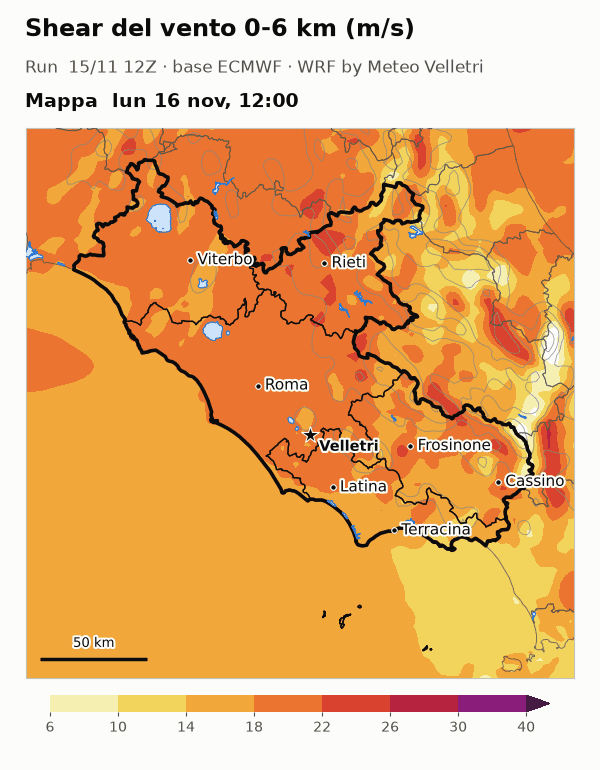 Shear del vento 0-6 km (m/s)
Run  15/11 12Z · base ECMWF · WRF by Meteo Velletri
Mappa  lun 16 nov, 12:00
Viterbo
Rieti
Roma
Velletri
Frosinone
Cassino
Latina
Terracina
50 km
6 10 14 18 22 26 30 40